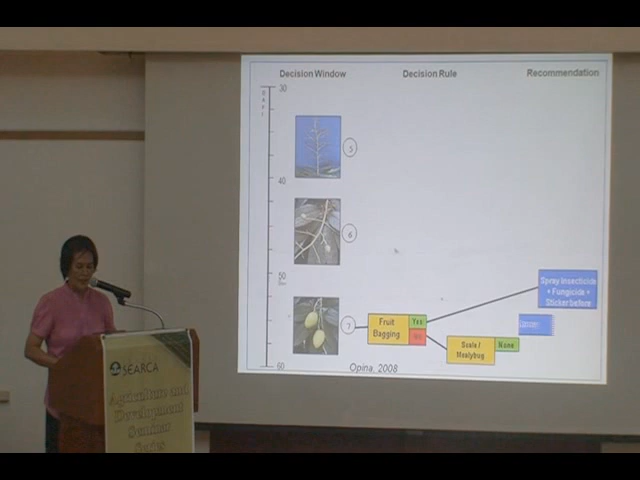 Decision Window
Decision Rule
Recommendation
D
A
F
I
30
5
40
6
50
60
7
Fruit
Bagging
Yes
No
Scale /
Mealybug
None
Spray insecticide
+ Fungicide +
Sticker before
Opina, 2008
SEARCA
Agriculture and
Development
Seminar
Series